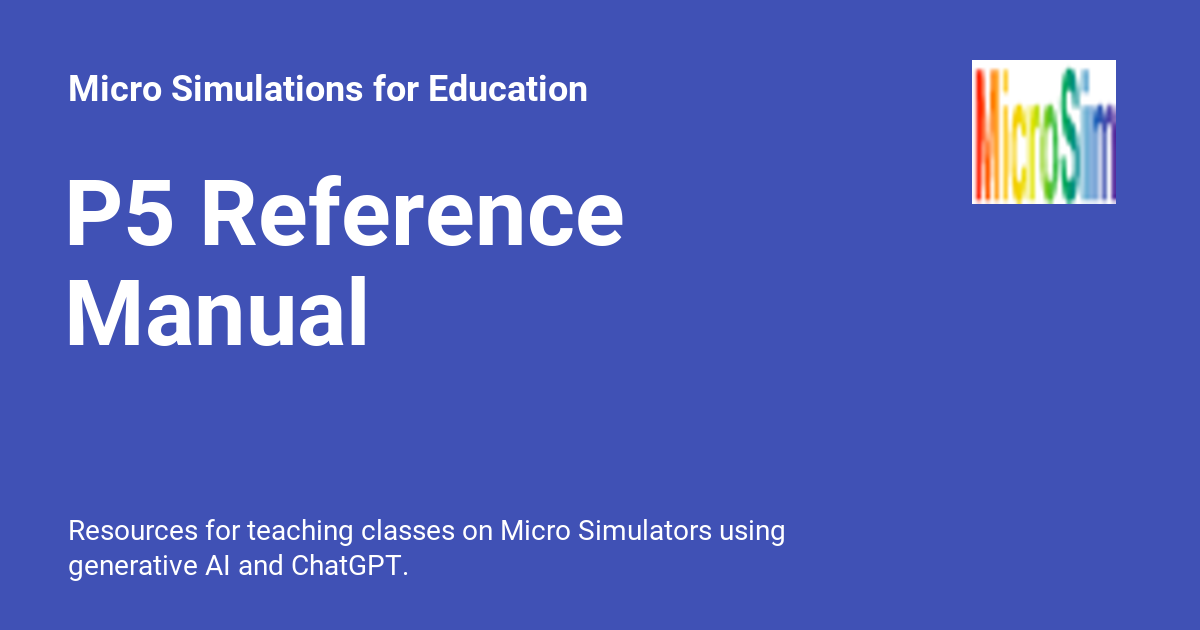 Micro Simulations for Education
MicroSim
P5 Reference
Manual
Resources for teaching classes on Micro Simulators using
generative AI and ChatGPT.